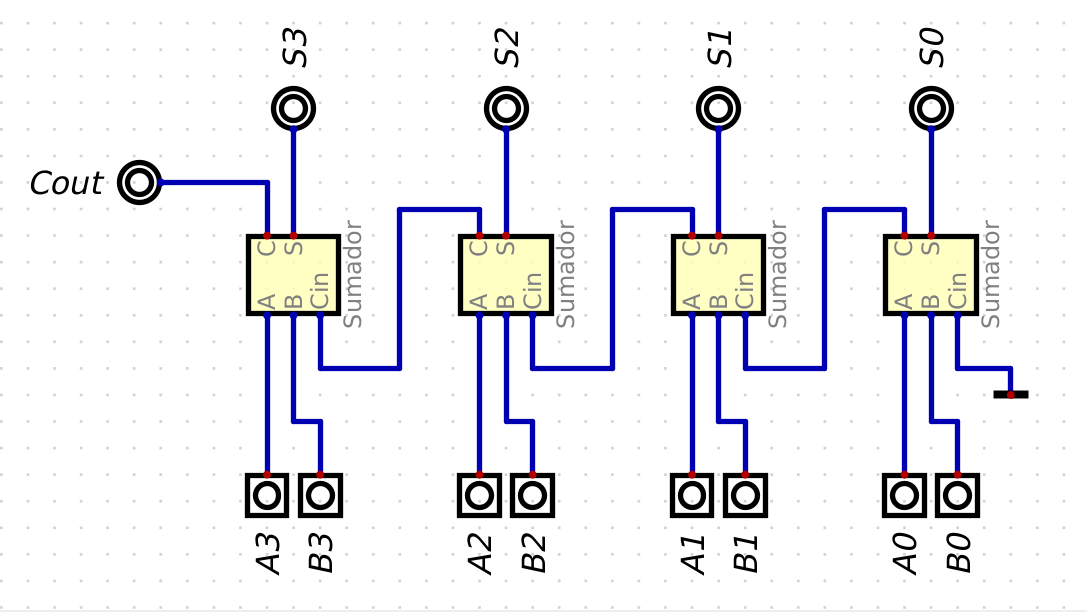 S3
S2
S1
S0
Cout
C
S
A
B
Cin
Sumador
C
S
A
B
Cin
Sumador
C
S
A
B
Cin
Sumador
C
S
A
B
Cin
Sumador
A3
B3
A2
B2
A1
B1
A0
B0